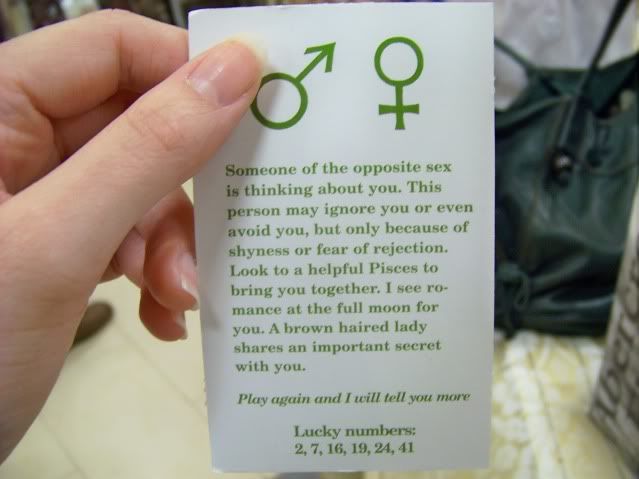 Someone of the opposite sex
is thinking about you. This
person may ignore you or even
avoid you, but only because of
shyness or fear of rejection.
Look to a helpful Pisces to
bring you together. I see ro-
mance at the full moon for
you. A brown haired lady
shares an important secret
with you.
Play again and I will tell you more
Lucky numbers:
2, 7, 16, 19, 24, 41